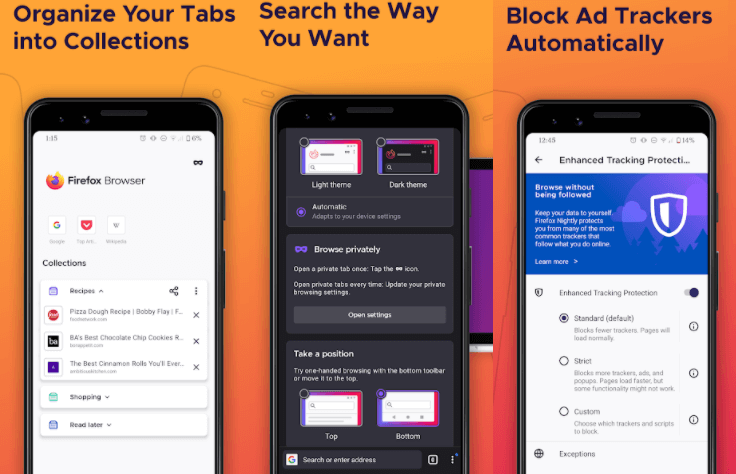 Organize Your Tabs
into Collections
1:15
6%
Firefox Browser
Google
Top Arti..
Wikipedia
Collections
Recipes
Pizza Dough Recipe | Bobby Flay | F...
foodnetwork.com
BA's Best Chocolate Chip Cookies R...
bonappetit.com
The Best Cinnamon Rolls You'll Ever...
ambitiouskitchen.com
Shopping
Read later
Search the Way
You Want
Light theme
Dark theme
Automatic
Adapts to your device settings
Browse privately
Open a private tab once: Tap the icon.
Open private tabs every time: Update your private
browsing settings.
Open settings
Take a position
Try one-handed browsing with the bottom toolbar
or move it to the top.
Top
Bottom
Search or enter address
Block Ad Trackers
Automatically
12:45
14%
Enhanced Tracking Protecti...
Browse without
being followed
Keep your data to yourself.
Firefox Nightly protects
you from many of the most
common trackers that
follow what you do online.
Learn more >
Enhanced Tracking Protection
Standard (default)
Blocks fewer trackers. Pages will
load normally.
Strict
Blocks more trackers, ads, and
popups. Pages load faster, but
some functionality might not work.
Custom
Choose which trackers and scripts
to block.
Exceptions